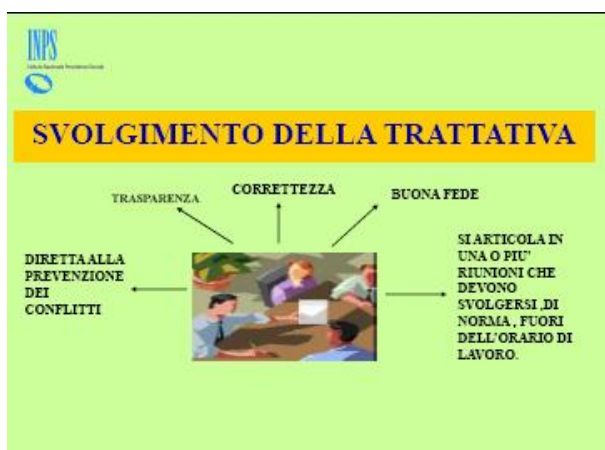 INPS
SVOLGIMENTO DELLA TRATTATIVA
TRASPARENZA
CORRETTEZZA
BUONA FEDE
DIRETTA ALLA
PREVENZIONE
DEI
CONFLITTI
SI ARTICOLA IN
UNA O PIU'
RIUNIONI CHE
DEVONO
SVOLGERSI ,DI
NORMA , FUORI
DELL'ORARIO DI
LAVORO.